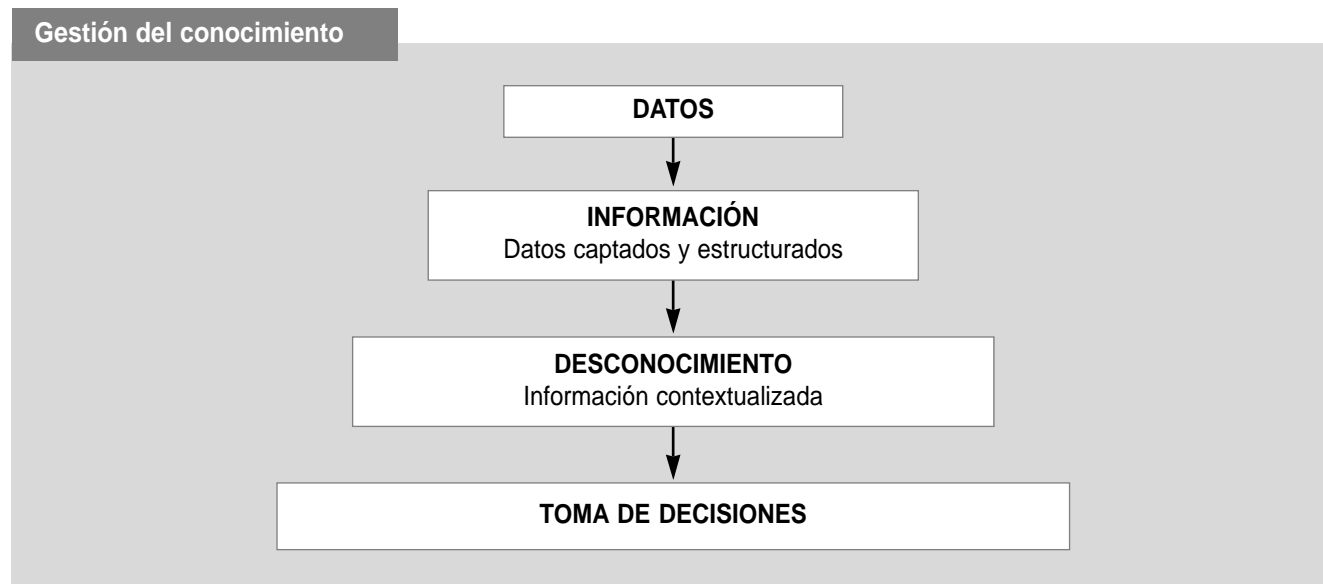 Gestión del conocimiento
DATOS
INFORMACIÓN
Datos captados y estructurados
DESCONOCIMIENTO
Información contextualizada
TOMA DE DECISIONES